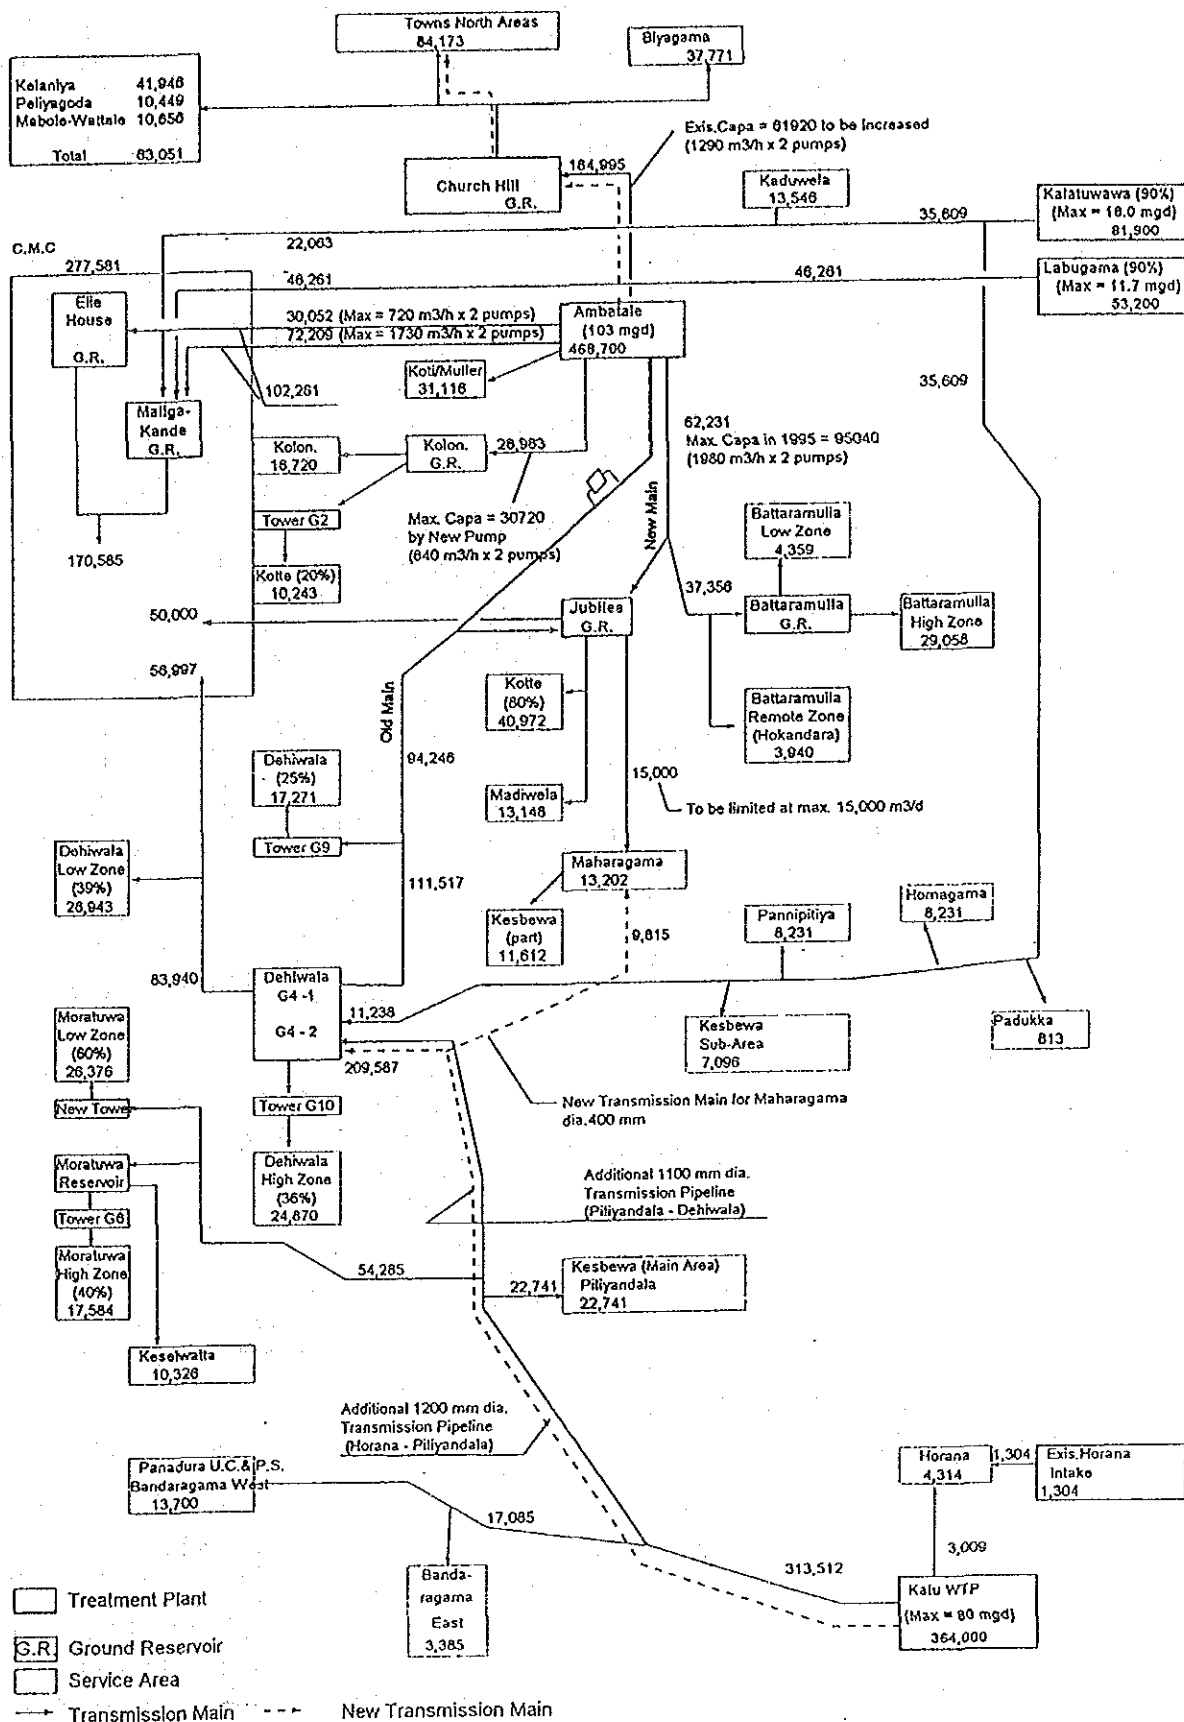 Towns North Areas
84,173
Biyagama
37,771
Kelaniya 41,946
Peliyagoda 10,449
Mabole-Wattale 10,656
Total 63,051
Exis.Capa = 61920 to be Increased
(1290 m3/h x 2 pumps)
184,995
Church Hill
G.R.
Kaduwela
13,546
35,609
Kalatuwawa (90%)
(Max = 18.0 mgd)
81,900
C.M.C
277,581
22,063
46,261
46,261
Labugama (90%)
(Max = 11.7 mgd)
53,200
Elie
House
G.R.
30,052 (Max = 720 m3/h x 2 pumps)
72,209 (Max = 1730 m3/h x 2 pumps)
Ambatale
(103 mgd)
468,700
Koti/Muller
31,116
102,261
35,609
Maliga-
Kande
G.R.
62,231
Max. Capa in 1995 = 95040
(1980 m3/h x 2 pumps)
Kolon.
18,720
Kolon.
G.R.
28,983
Tower G2
Max. Capa = 30720
by New Pump
(640 m3/h x 2 pumps)
New Main
Battaramulla
Low Zone
4,359
170,585
Kotte (20%)
10,243
37,356
50,000
Jubilee
G.R.
Battaramulla
G.R.
Battaramulla
High Zone
29,058
56,997
Old Main
Kotte
(80%)
40,972
Battaramulla
Remote Zone
(Hokandara)
3,940
94,246
Dehiwala
(25%)
17,271
15,000
Madiwela
13,148
To be limited at max. 15,000 m3/d
Tower G9
Dehiwala
Low Zone
(39%)
26,943
111,517
Maharagama
13,202
Homagama
8,231
Kesbewa
(part)
11,612
9,815
Pannipitiya
8,231
83,940
Dehiwala
G4 -1
G4 - 2
11,238
Moratuwa
Low Zone
(60%)
26,376
Kesbewa
Sub-Area
7,096
Padukka
813
209,587
New Tower
Tower G10
New Transmission Main for Maharagama
dia.400 mm
Moratuwa
Reservoir
Dehiwala
High Zone
(36%)
24,870
Additional 1100 mm dia.
Transmission Pipeline
(Piliyandala - Dehiwala)
Tower G6
Moratuwa
High Zone
(40%)
17,584
54,285
22,741
Kesbewa (Main Area)
Piliyandala
22,741
Keselwatta
10,326
Additional 1200 mm dia.
Transmission Pipeline
(Horana - Piliyandala)
Panadura U.C.& P.S.
Bandaragama West
13,700
Horana
4,314
1,304
Exis.Horana
Intake
1,304
17,085
3,009
313,512
Banda-
ragama
East
3,385
Kalu WTP
(Max = 80 mgd)
364,000
Treatment Plant
G.R. Ground Reservoir
Service Area
Transmission Main
New Transmission Main